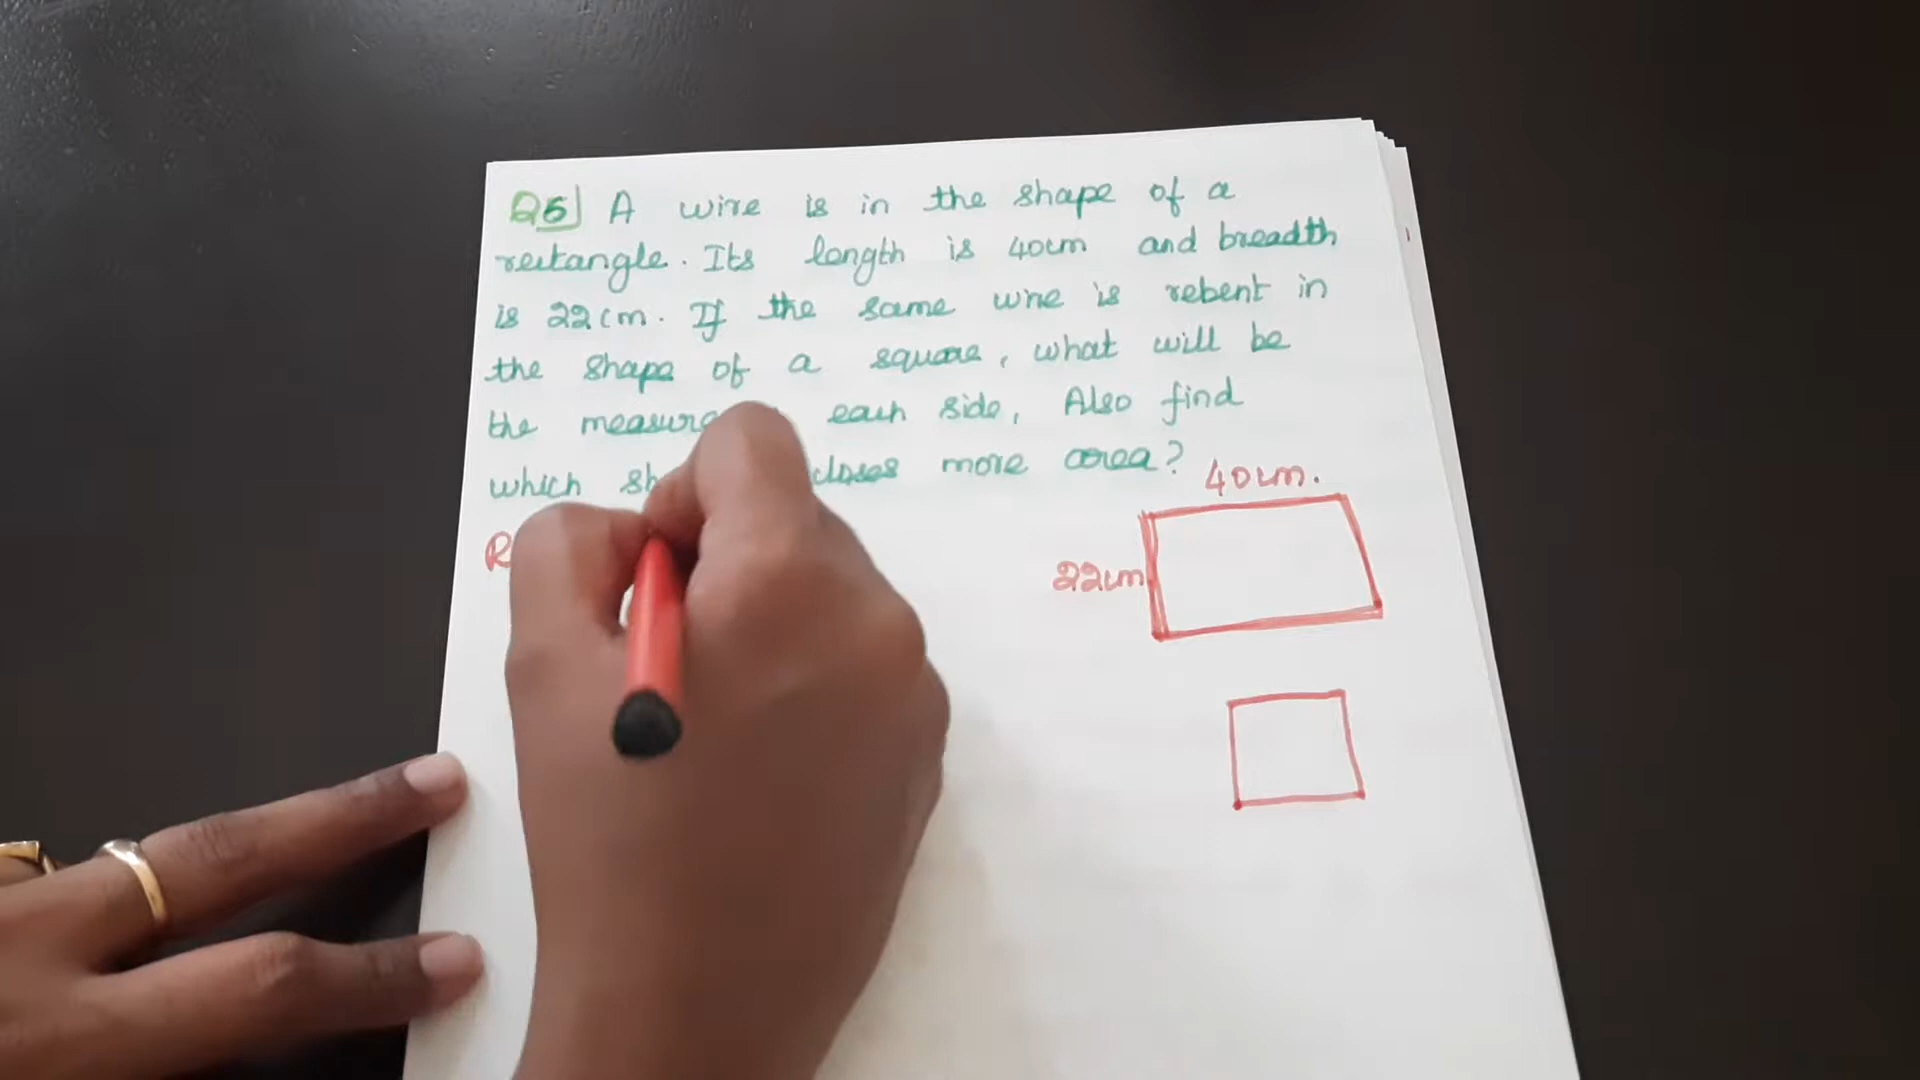 Q5 A wire is in the shape of a
rectangle. Its length is 40cm and breadth
is 22cm. If the same wire is rebent in
the shape of a square, what will be
the measure each side, Also find
which more area?
40cm.
22cm